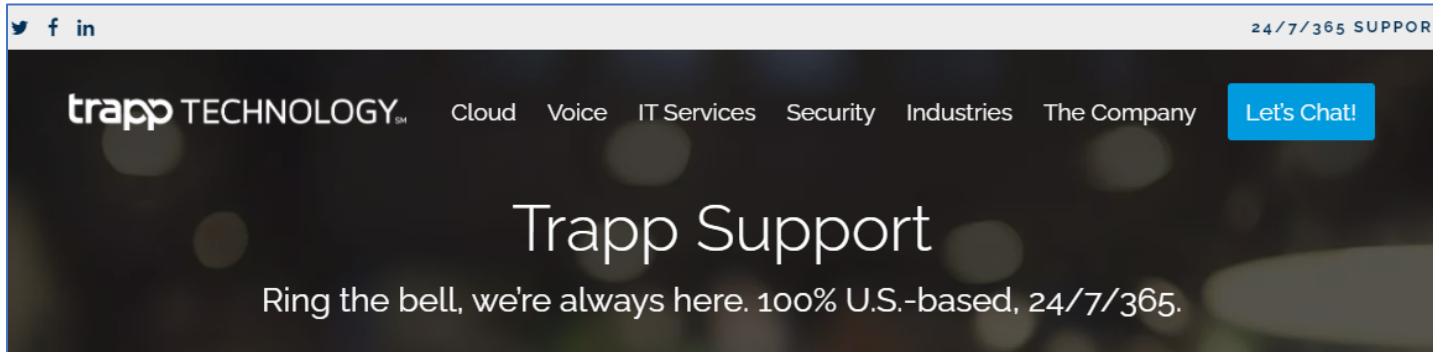 24/7/365 SUPPOR
trapp TECHNOLOGY SM Cloud Voice IT Services Security Industries The Company Let's Chat!
Trapp Support
Ring the bell, we're always here. 100% U.S.-based, 24/7/365.